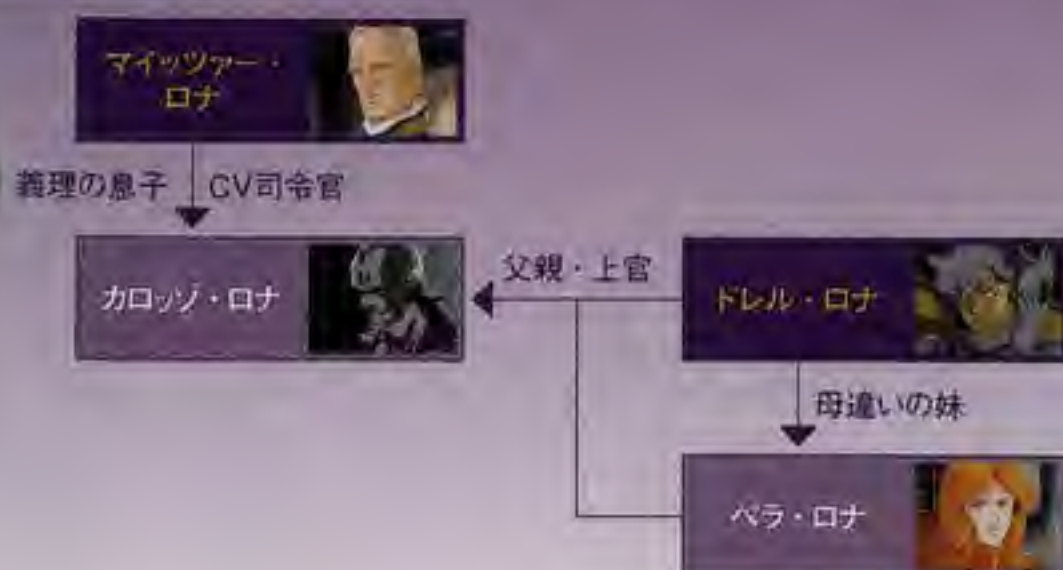 マイッツァー・
ロナ
義理の息子
CV司令官
カロッゾ・ロナ
父親・上官
ドレル・ロナ
母違いの妹
ベラ・ロナ